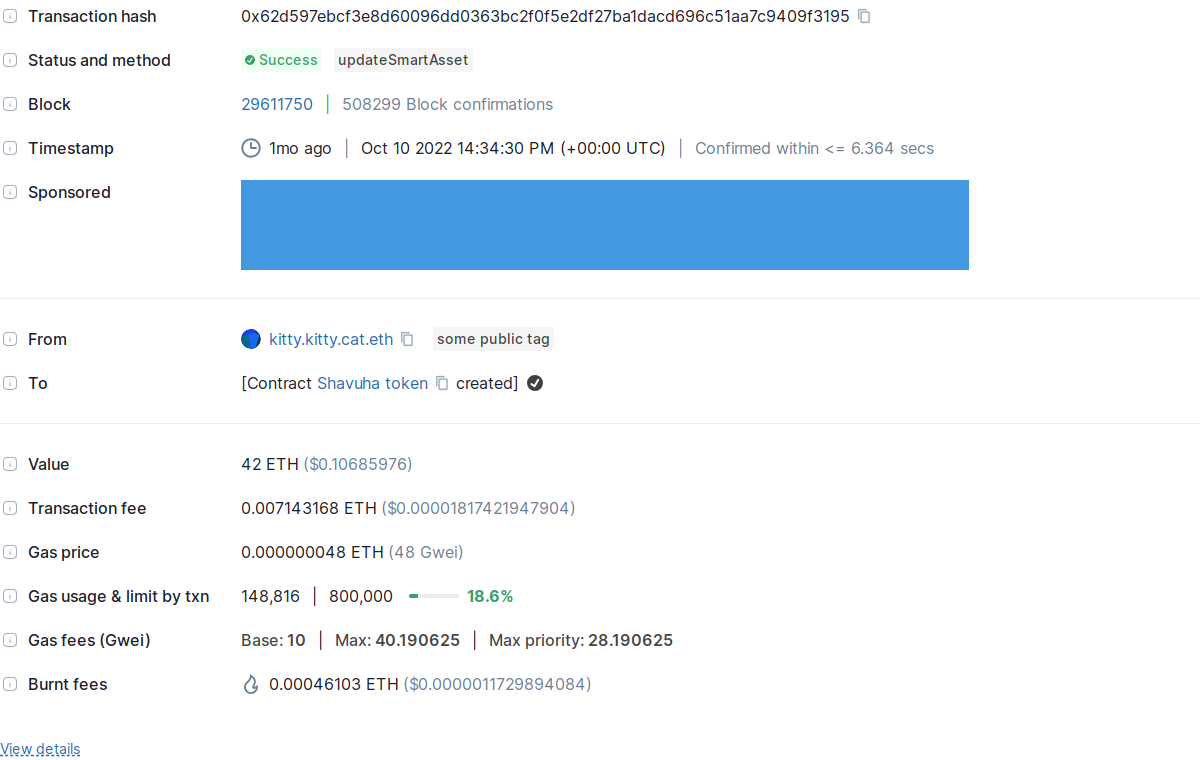 Transaction hash 0x62d597ebcf3e8d60096dd0363bc2f0f5e2df27ba1dacd696c51aa7c9409f3195
Status and method Success updateSmartAsset
Block 29611750 | 508299 Block confirmations
Timestamp 1mo ago | Oct 10 2022 14:34:30 PM (+00:00 UTC) | Confirmed within <= 6.364 secs
Sponsored
From kitty.kitty.cat.eth some public tag
To [Contract Shavuha token created]
Value 42 ETH ($0.10685976)
Transaction fee 0.007143168 ETH ($0.00001817421947904)
Gas price 0.000000048 ETH (48 Gwei)
Gas usage & limit by txn 148,816 | 800,000 18.6%
Gas fees (Gwei) Base: 10 | Max: 40.190625 | Max priority: 28.190625
Burnt fees 0.00046103 ETH ($0.0000011729894084)
View details